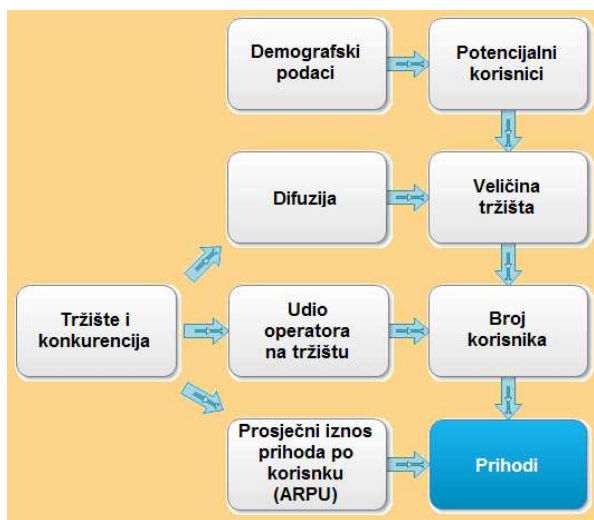 Demografski
podaci
Potencijalni
korisnici
Difuzija
Veličina
tržišta
Tržište i
konkurencija
Udio
operatora
na tržištu
Broj
korisnika
Prosječni iznos
prihoda po
korisnku
(ARPU)
Prihodi